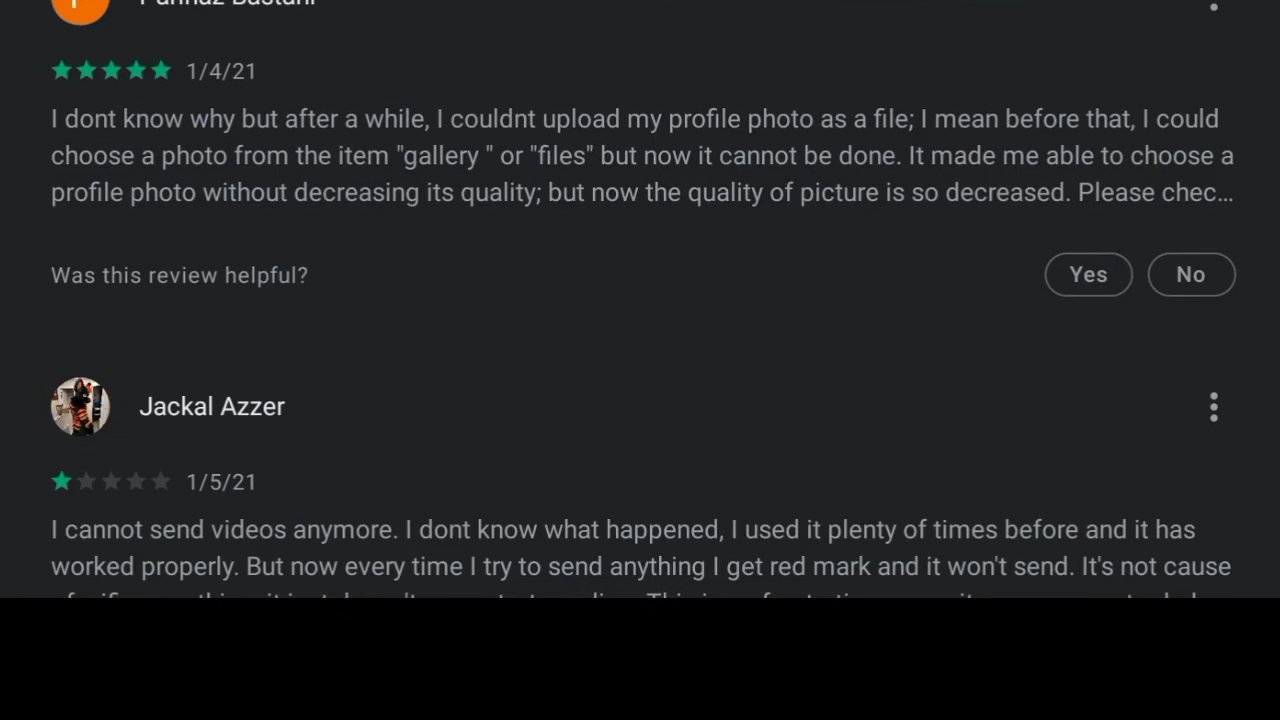 ★★★★★ 1/4/21
I dont know why but after a while, I couldnt upload my profile photo as a file; I mean before that, I could
choose a photo from the item "gallery " or "files" but now it cannot be done. It made me able to choose a
profile photo without decreasing its quality; but now the quality of picture is so decreased. Please chec...
Was this review helpful?
Yes
No
Jackal Azzer
1/5/21
I cannot send videos anymore. I dont know what happened, I used it plenty of times before and it has
worked properly. But now every time I try to send anything I get red mark and it won't send. It's not cause